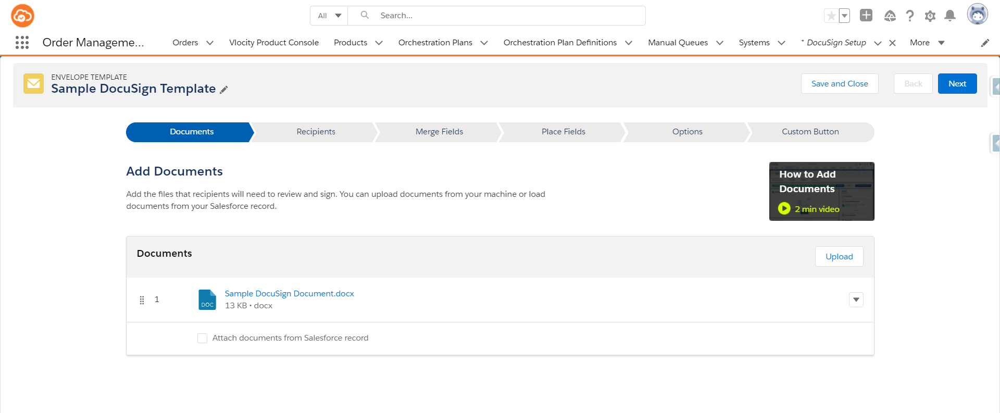 All
Search...
Order Manageme...
Orders
Vlocity Product Console
Products
Orchestration Plans
Orchestration Plan Definitions
Manual Queues
Systems
* DocuSign Setup
More
ENVELOPE TEMPLATE
Sample DocuSign Template
Save and Close
Back
Next
Documents
Recipients
Merge Fields
Place Fields
Options
Custom Button
Add Documents
Add the files that recipients will need to review and sign. You can upload documents from your machine or load
documents from your Salesforce record.
How to Add
Documents
2 min video
Documents
Upload
1
DOC
Sample DocuSign Document.docx
13 KB • docx
Attach documents from Salesforce record